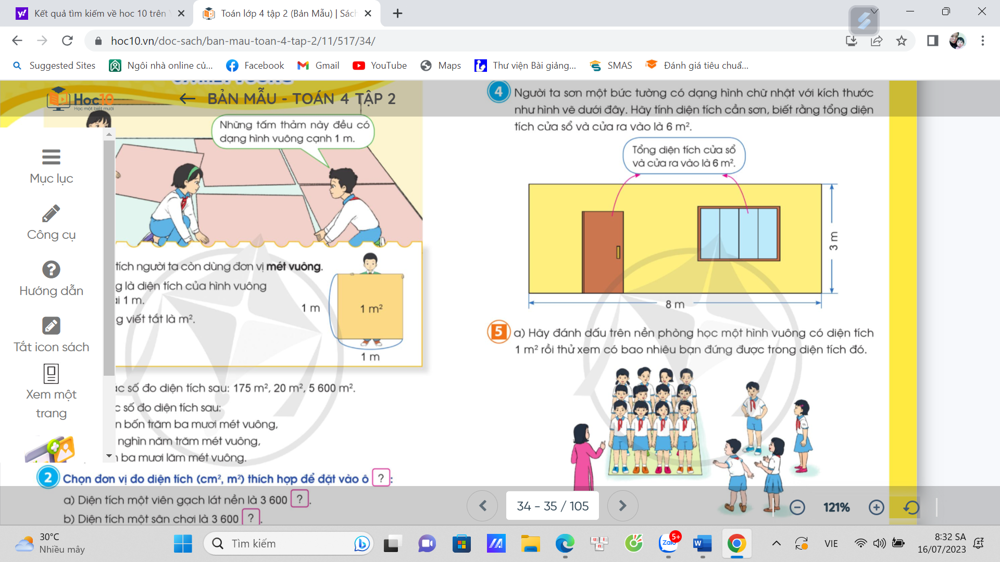 Kết quả tìm kiếm về hoc 10 trên
Toán lớp 4 tập 2 (Bản Mẫu) | Sách
hoc10.vn/doc-sach/ban-mau-toan-4-tap-2/11/517/34/
Suggested Sites
Ngôi nhà online củ...
Facebook
Gmail
YouTube
Maps
Thư viện Bài giảng...
SMAS
Đánh giá tiêu chuẩ...
Hoc10
Học một biết mười
BẢN MẪU - TOÁN 4 TẬP 2
Mục lục
Công cụ
Hướng dẫn
Tắt icon sách
Xem một
trang
Những tấm thảm này đều có
dạng hình vuông cạnh 1 m.
tích người ta còn dùng đơn vị mét vuông.
g là diện tích của hình vuông
ài 1 m.
g viết tắt là m².
1 m
1 m²
1 m
ác số đo diện tích sau: 175 m², 20 m², 5 600 m².
c số đo diện tích sau:
n bốn trăm ba mươi mét vuông,
nghìn năm trăm mét vuông,
ba mươi lăm mét vuông.
2 Chọn đơn vị đo diện tích (cm², m²) thích hợp để đặt vào ô ? :
a) Diện tích một viên gạch lát nền là 3 600 ? .
b) Diện tích một sân chơi là 3 600 ? .
4 Người ta sơn một bức tường có dạng hình chữ nhật với kích thước
như hình vẽ dưới đây. Hãy tính diện tích cần sơn, biết rằng tổng diện
tích cửa sổ và cửa ra vào là 6 m².
Tổng diện tích cửa sổ
và cửa ra vào là 6 m².
3 m
8 m
5 a) Hãy đánh dấu trên nền phòng học một hình vuông có diện tích
1 m² rồi thử xem có bao nhiêu bạn đứng được trong diện tích đó.
34 - 35 / 105
121%
30°C
Nhiều mây
Tìm kiếm
5+
Zalo
VIE
8:32 SA
16/07/2023